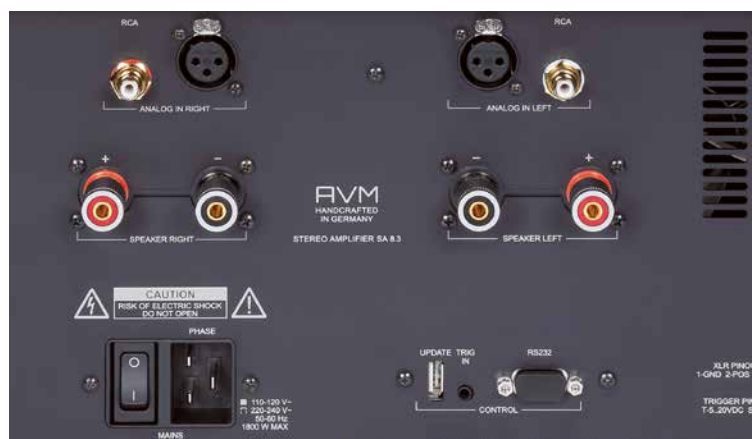 RCA
RCA
ANALOG IN RIGHT
ANALOG IN LEFT
+
−
−
+
AVM
HANDCRAFTED
IN GERMANY
STEREO AMPLIFIER SA 8.3
SPEAKER RIGHT
SPEAKER LEFT
CAUTION
RISK OF ELECTRIC SHOCK
DO NOT OPEN
PHASE
O
I
110-120 V~
220-240 V~
50-60 Hz
1800 W MAX
MAINS
UPDATE
TRIG
IN
RS232
CONTROL
XLR PINOU
1-GND 2-POS
TRIGGER PIN
T-5..20VDC S